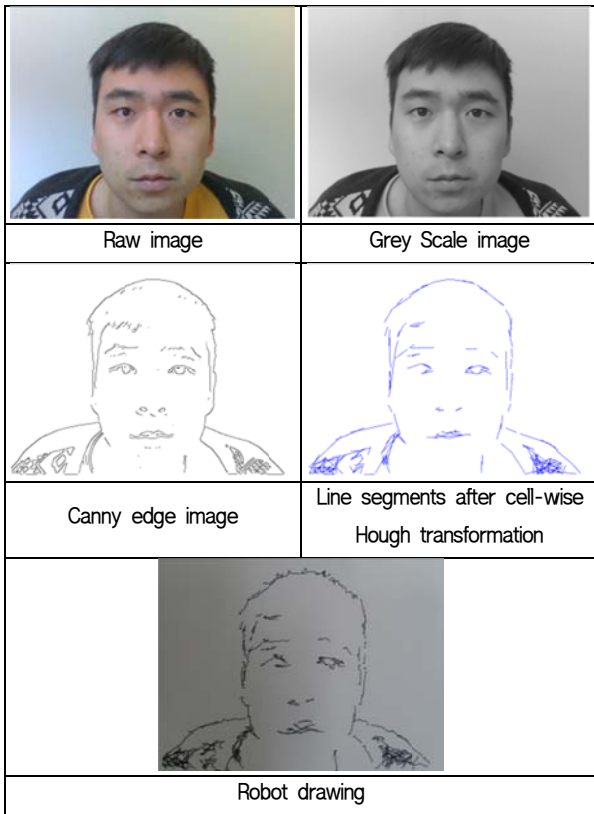 Raw image
Grey Scale image
Canny edge image
Line segments after cell-wise
Hough transformation
Robot drawing